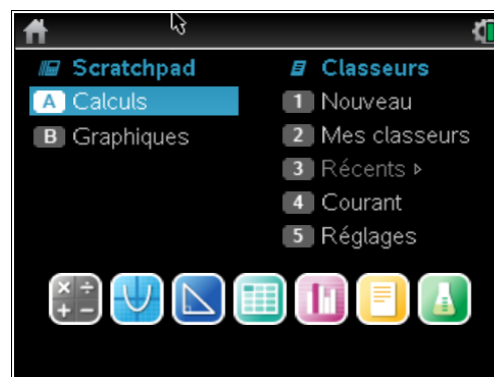 Scratchpad
A Calculs
B Graphiques
Classeurs
1 Nouveau
2 Mes classeurs
3 Récents ▹
4 Courant
5 Réglages